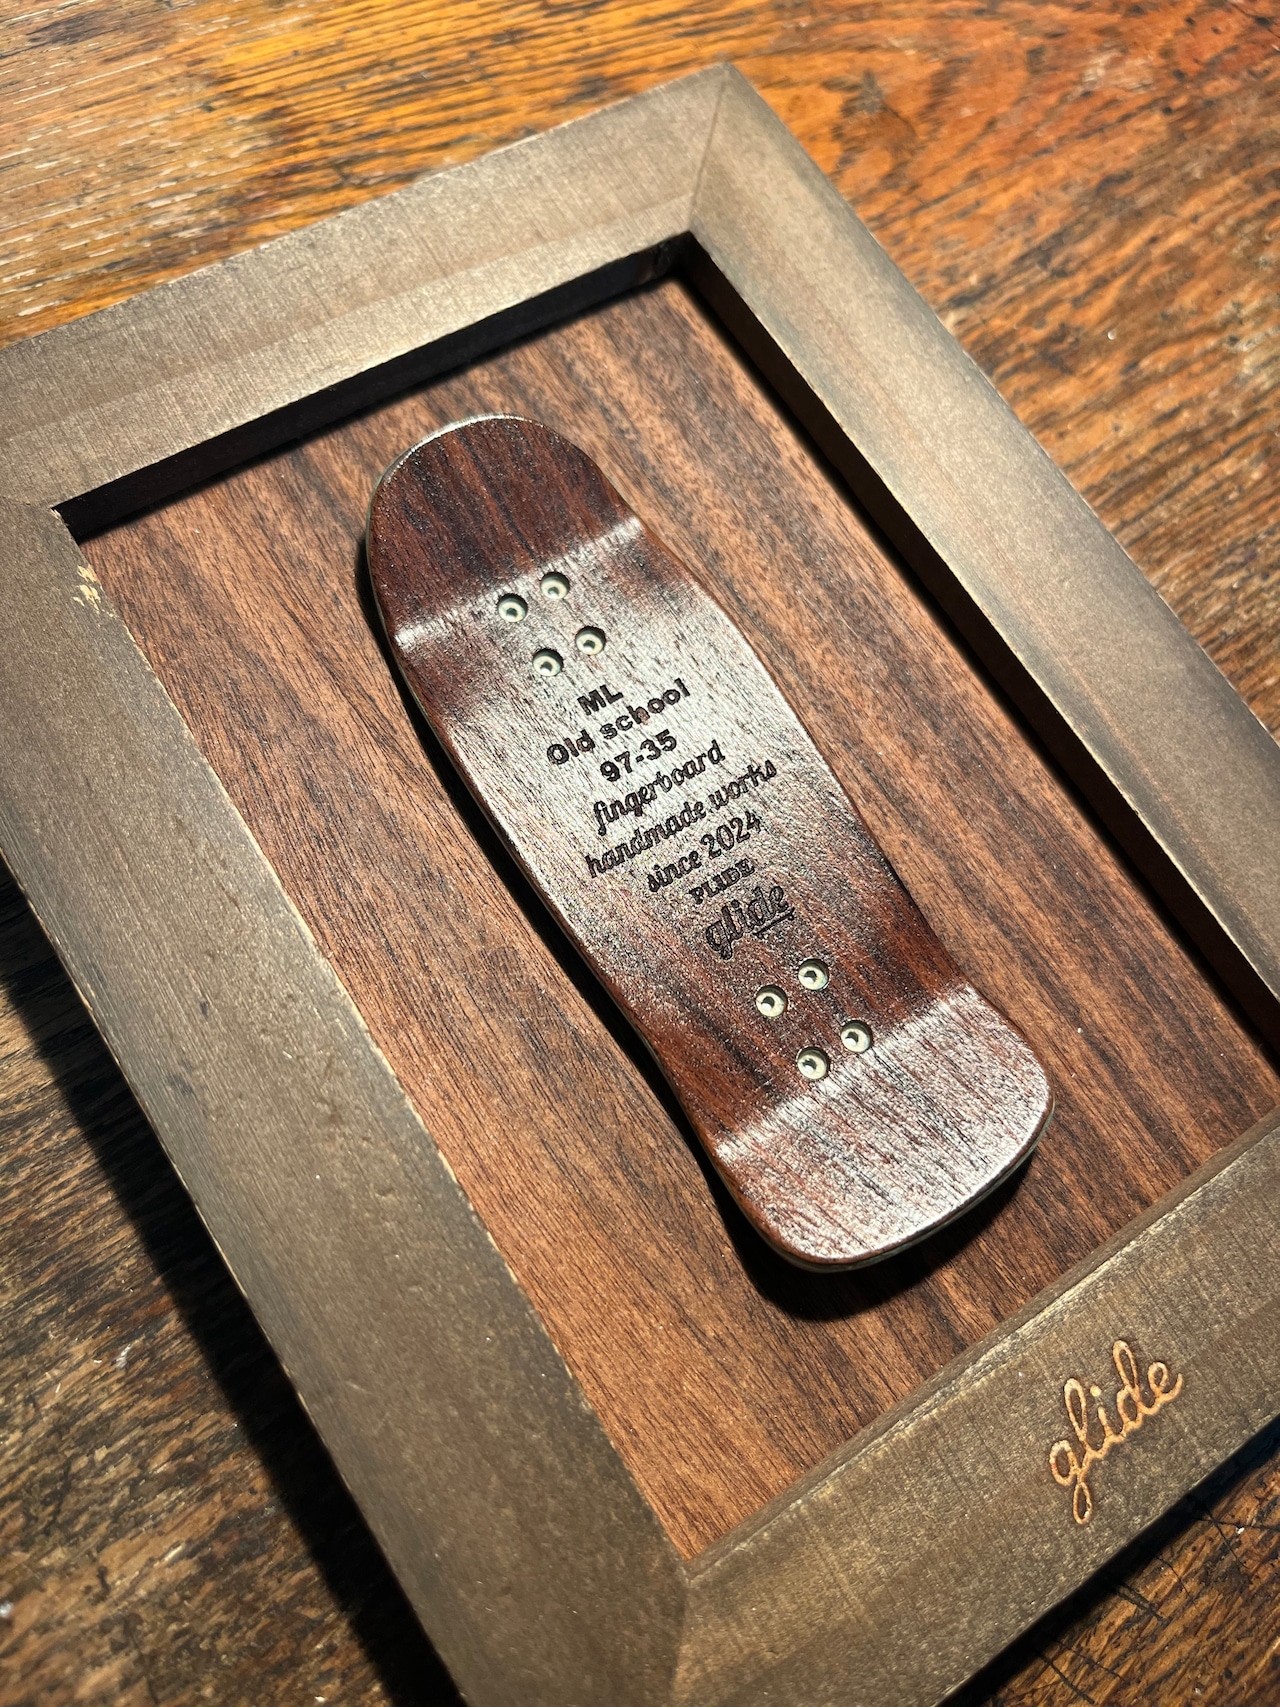 ML
Old school
97-35
fingerboard
handmade works
since 2024
PLIDE
glide
glide